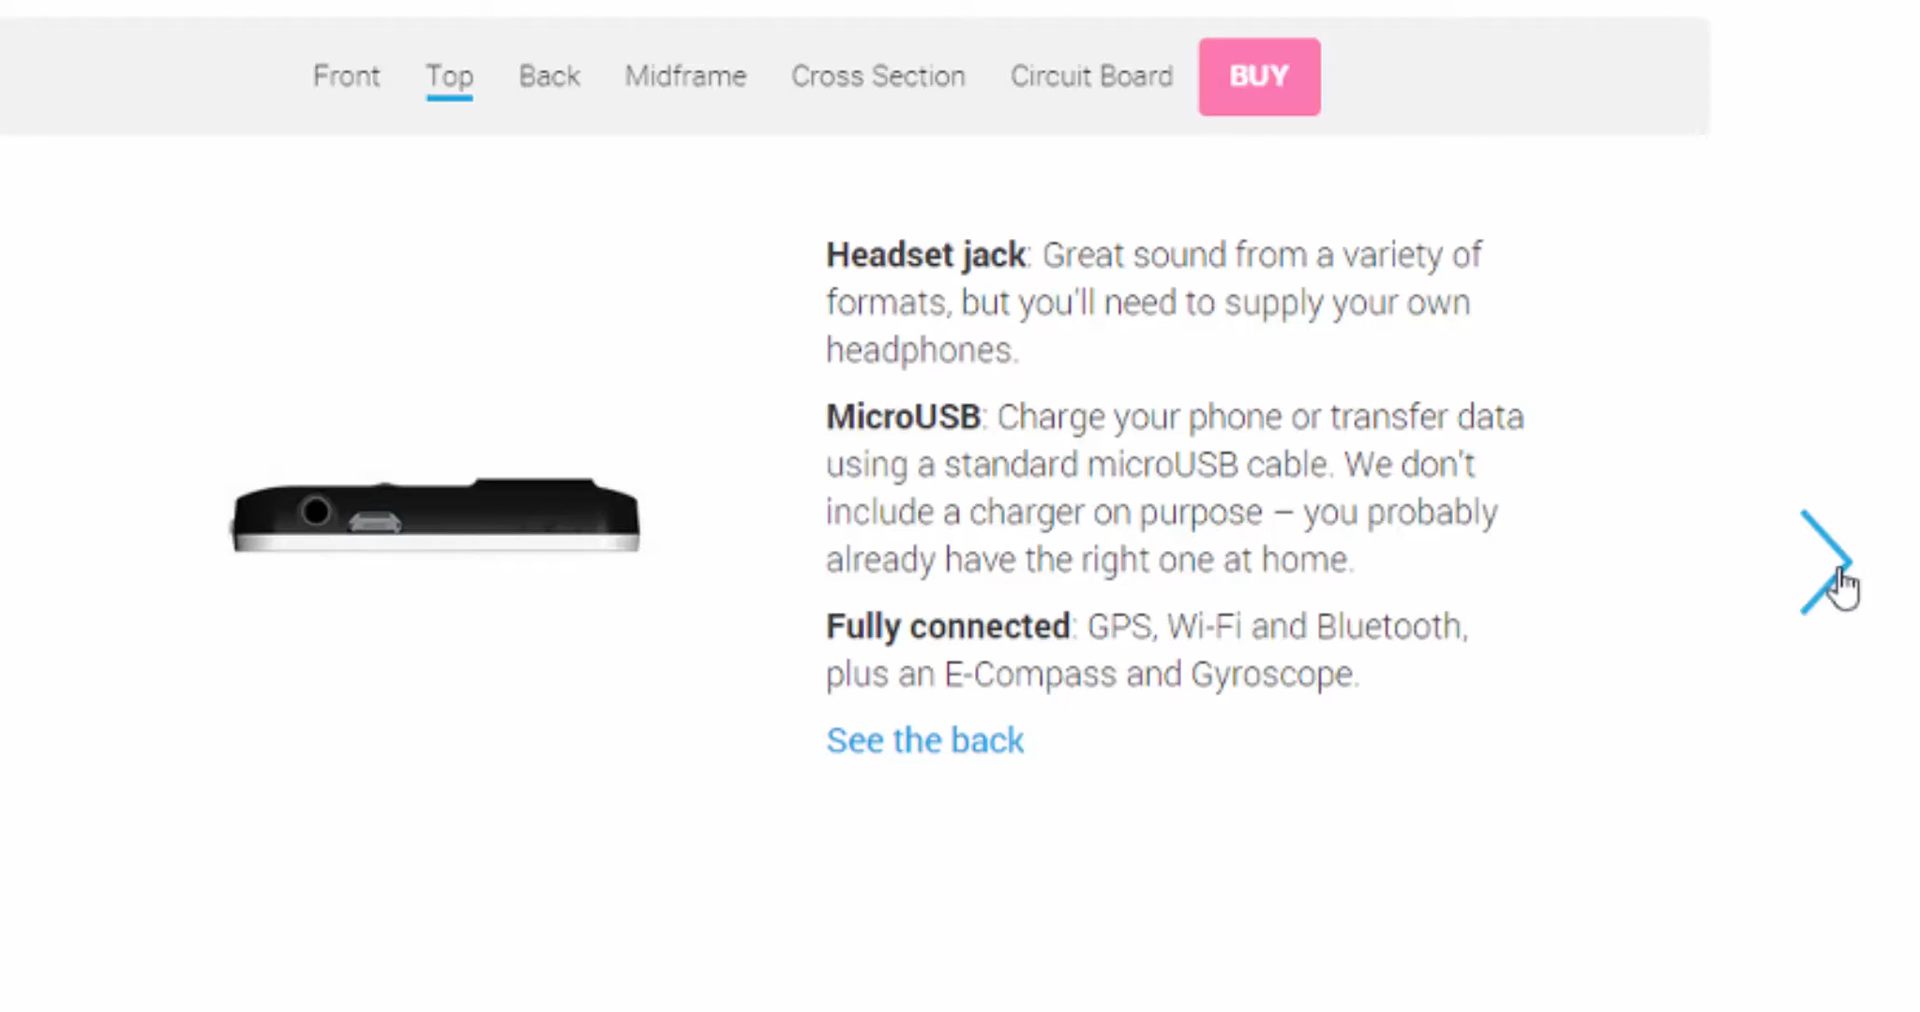 Front Top Back Midframe Cross Section Circuit Board BUY
Headset jack: Great sound from a variety of
formats, but you'll need to supply your own
headphones.
MicroUSB: Charge your phone or transfer data
using a standard microUSB cable. We don't
include a charger on purpose – you probably
already have the right one at home.
Fully connected: GPS, Wi-Fi and Bluetooth,
plus an E-Compass and Gyroscope.
See the back